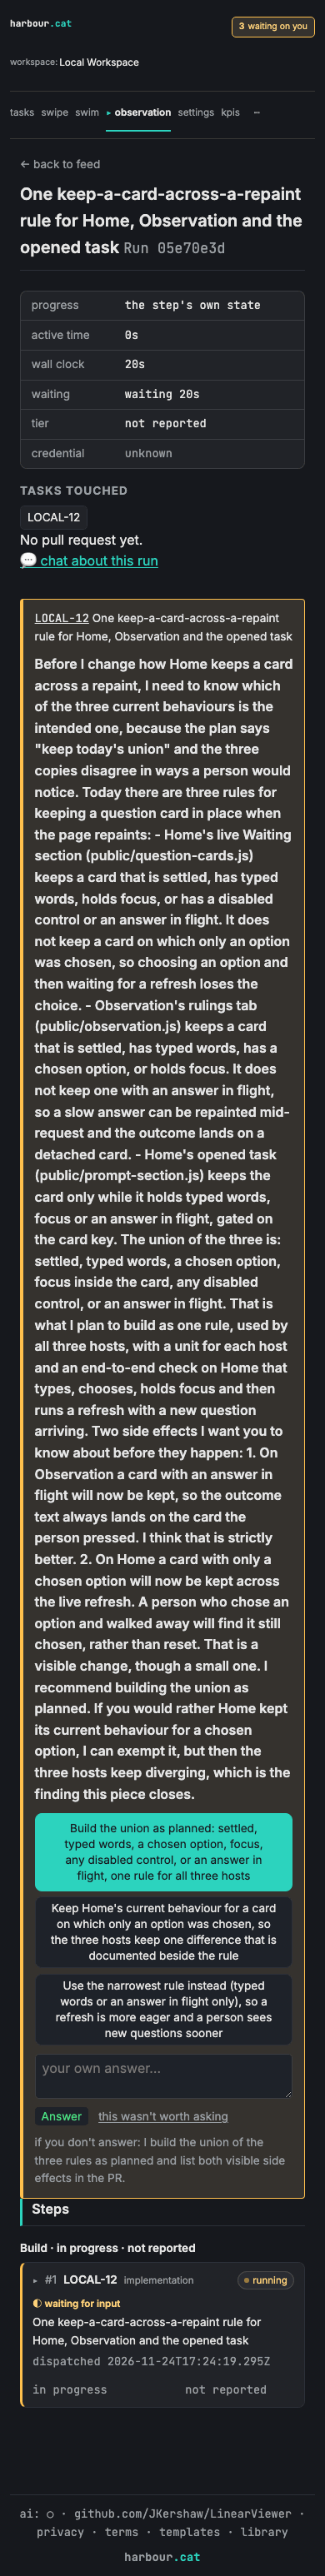 harbour.cat
3 waiting on you
workspace: Local Workspace
tasks swipe swim ▸ observation settings kpis ⋯
← back to feed
One keep-a-card-across-a-repaint
rule for Home, Observation and the
opened task Run 05e70e3d
progress the step's own state
active time 0s
wall clock 20s
waiting waiting 20s
tier not reported
credential unknown
TASKS TOUCHED
LOCAL-12
No pull request yet.
💬 chat about this run
LOCAL-12 One keep-a-card-across-a-repaint
rule for Home, Observation and the opened task
Before I change how Home keeps a card
across a repaint, I need to know which
of the three current behaviours is the
intended one, because the plan says
"keep today's union" and the three
copies disagree in ways a person would
notice. Today there are three rules for
keeping a question card in place when
the page repaints: - Home's live Waiting
section (public/question-cards.js)
keeps a card that is settled, has typed
words, holds focus, or has a disabled
control or an answer in flight. It does
not keep a card on which only an option
was chosen, so choosing an option and
then waiting for a refresh loses the
choice. - Observation's rulings tab
(public/observation.js) keeps a card
that is settled, has typed words, has a
chosen option, or holds focus. It does
not keep one with an answer in flight,
so a slow answer can be repainted mid-
request and the outcome lands on a
detached card. - Home's opened task
(public/prompt-section.js) keeps the
card only while it holds typed words,
focus or an answer in flight, gated on
the card key. The union of the three is:
settled, typed words, a chosen option,
focus inside the card, any disabled
control, or an answer in flight. That is
what I plan to build as one rule, used by
all three hosts, with a unit for each host
and an end-to-end check on Home that
types, chooses, holds focus and then
runs a refresh with a new question
arriving. Two side effects I want you to
know about before they happen: 1. On
Observation a card with an answer in
flight will now be kept, so the outcome
text always lands on the card the
person pressed. I think that is strictly
better. 2. On Home a card with only a
chosen option will now be kept across
the live refresh. A person who chose an
option and walked away will find it still
chosen, rather than reset. That is a
visible change, though a small one. I
recommend building the union as
planned. If you would rather Home kept
its current behaviour for a chosen
option, I can exempt it, but then the
three hosts keep diverging, which is the
finding this piece closes.
Build the union as planned: settled,
typed words, a chosen option, focus,
any disabled control, or an answer in
flight, one rule for all three hosts
Keep Home's current behaviour for a card
on which only an option was chosen, so
the three hosts keep one difference that is
documented beside the rule
Use the narrowest rule instead (typed
words or an answer in flight only), so a
refresh is more eager and a person sees
new questions sooner
your own answer...
Answer this wasn't worth asking
if you don't answer: I build the union of the
three rules as planned and list both visible side
effects in the PR.
Steps
Build · in progress · not reported
▸ #1 LOCAL-12 implementation running
◐ waiting for input
One keep-a-card-across-a-repaint rule for
Home, Observation and the opened task
dispatched 2026-11-24T17:24:19.295Z
in progress not reported
ai: ○ · github.com/JKershaw/LinearViewer ·
privacy · terms · templates · library
harbour.cat